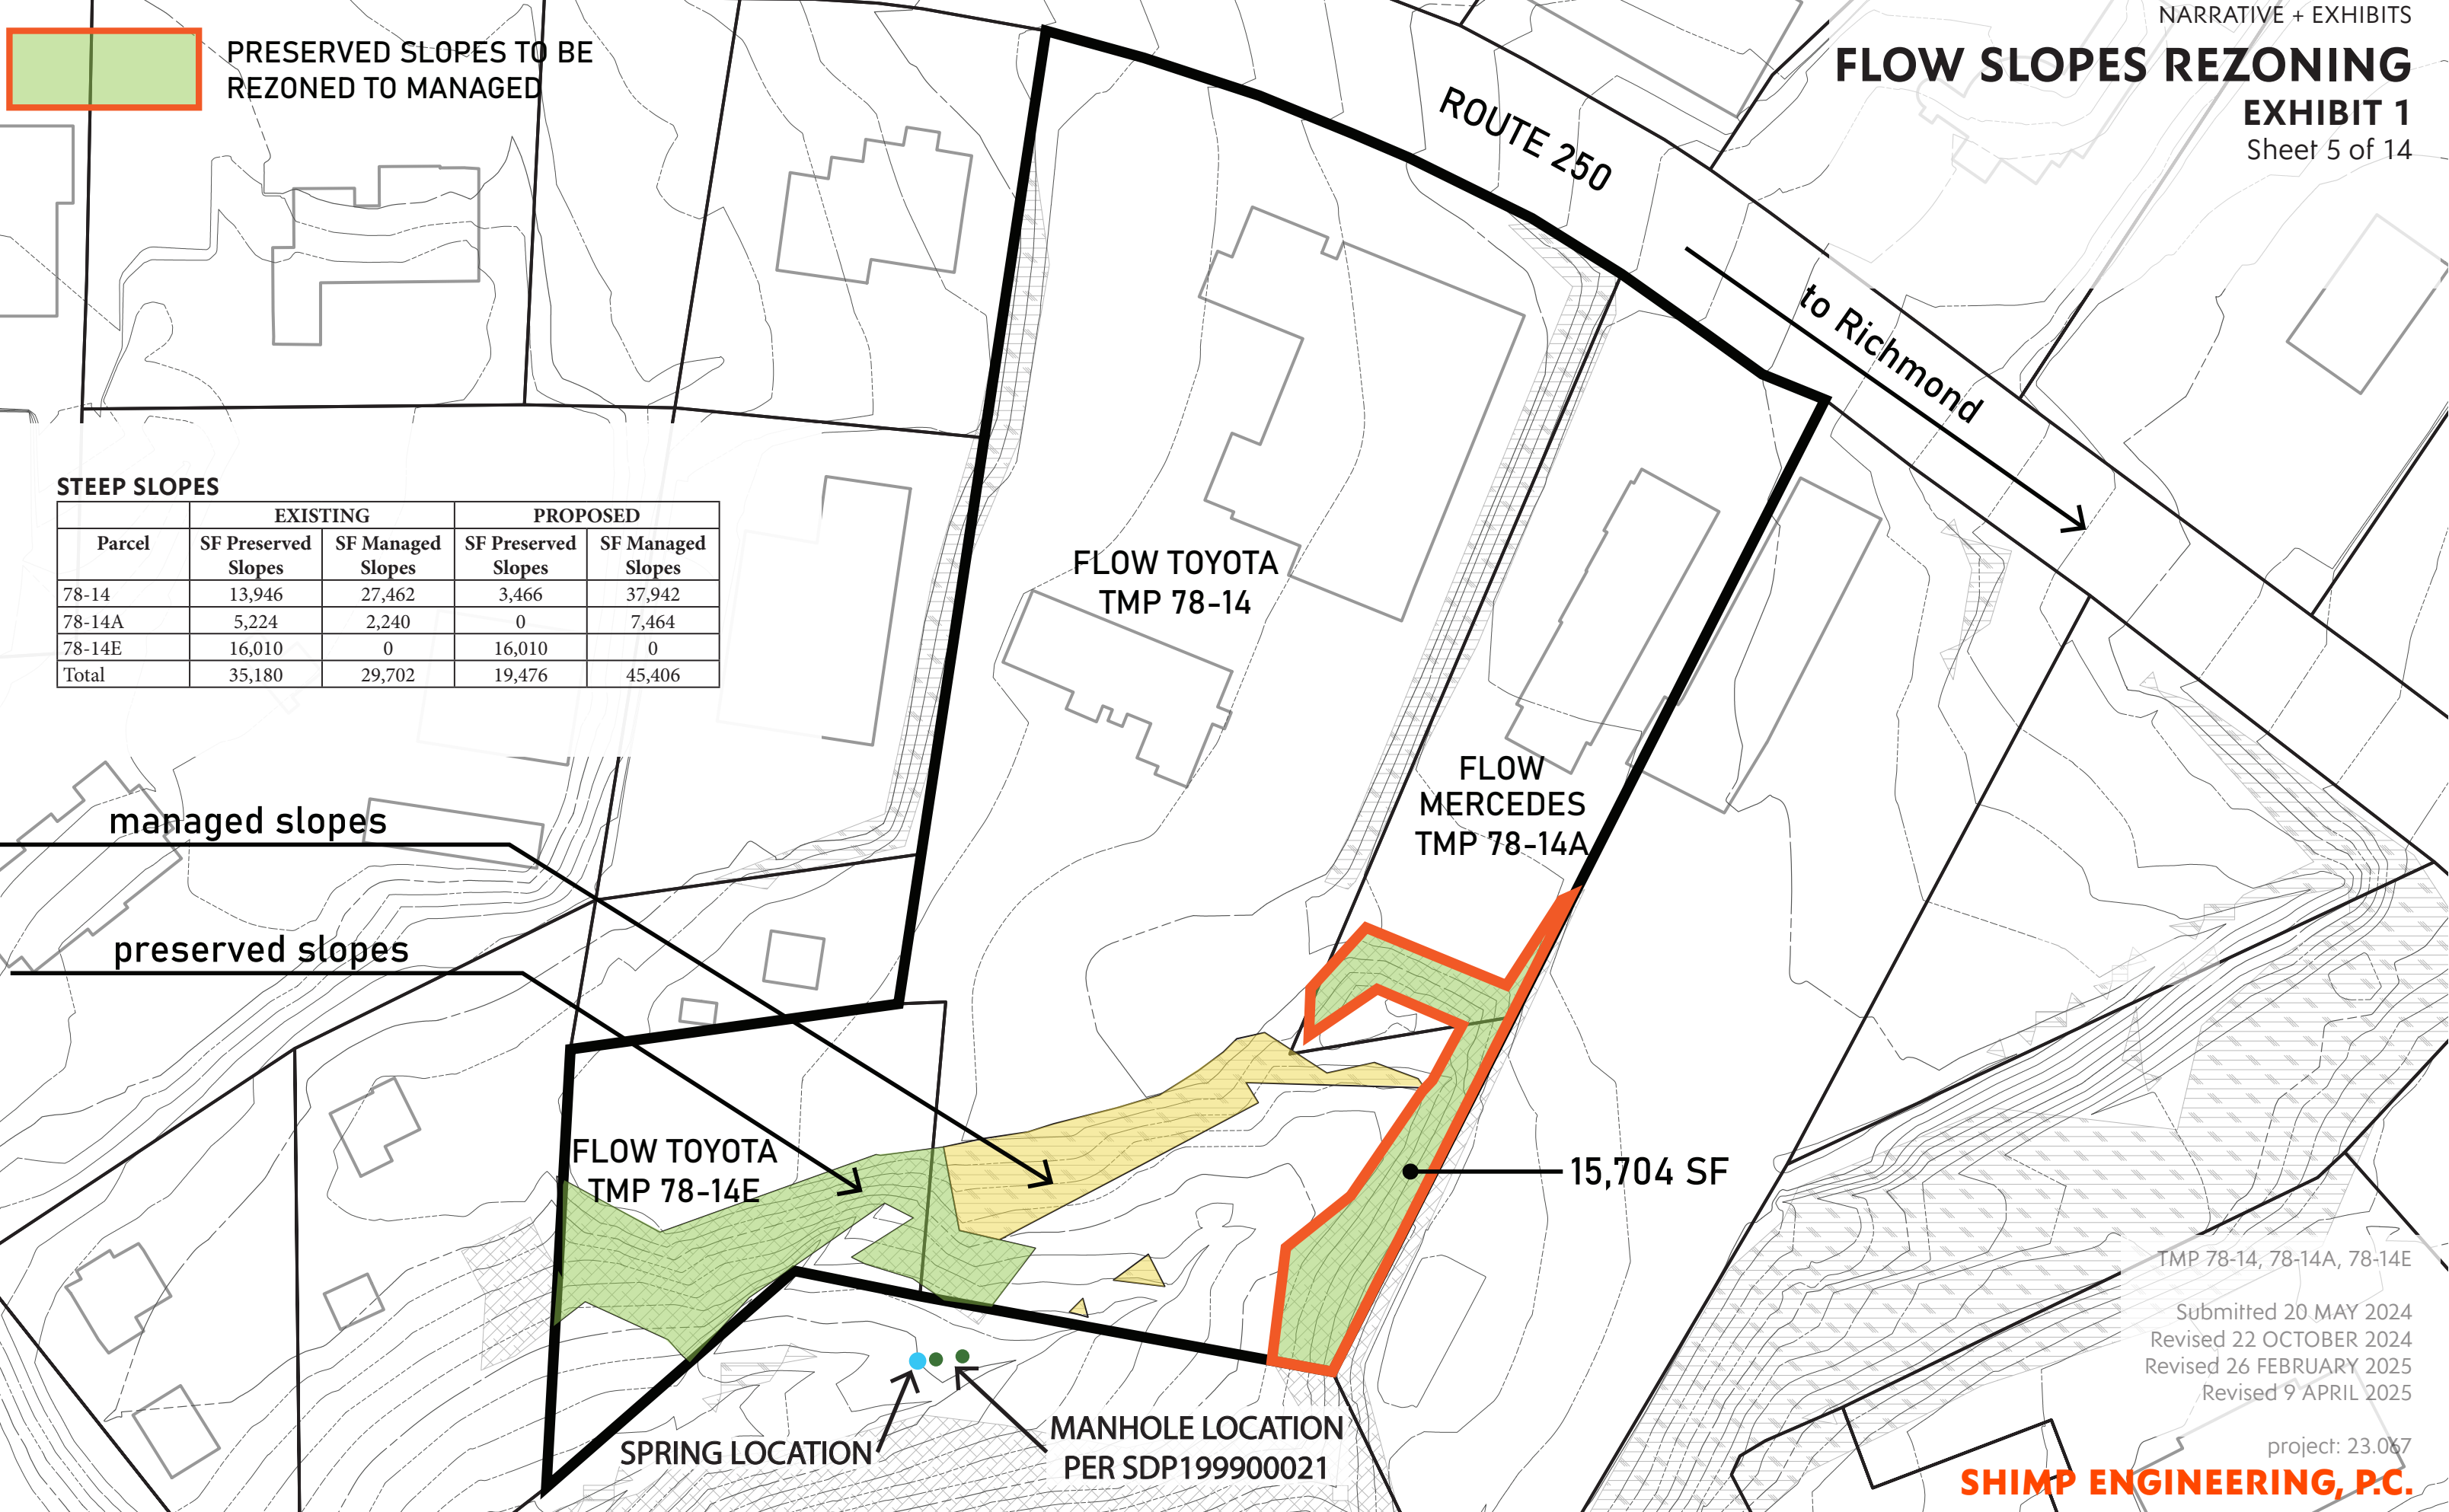 NARRATIVE + EXHIBITS
FLOW SLOPES REZONING
EXHIBIT 1
Sheet 5 of 14
PRESERVED SLOPES TO BE
REZONED TO MANAGED
ROUTE 250
to Richmond
STEEP SLOPES
EXISTING PROPOSED
Parcel SF Preserved Slopes SF Managed Slopes SF Preserved Slopes SF Managed Slopes
78-14 13,946 27,462 3,466 37,942
78-14A 5,224 2,240 0 7,464
78-14E 16,010 0 16,010 0
Total 35,180 29,702 19,476 45,406
FLOW TOYOTA
TMP 78-14
FLOW
MERCEDES
TMP 78-14A
managed slopes
preserved slopes
FLOW TOYOTA
TMP 78-14E
15,704 SF
SPRING LOCATION
MANHOLE LOCATION
PER SDP199900021
TMP 78-14, 78-14A, 78-14E
Submitted 20 MAY 2024
Revised 22 OCTOBER 2024
Revised 26 FEBRUARY 2025
Revised 9 APRIL 2025
project: 23.067
SHIMP ENGINEERING, P.C.